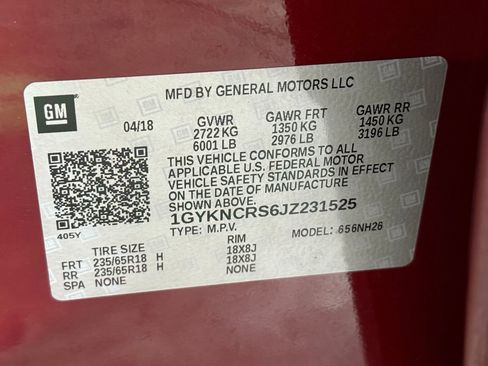 MFD BY GENERAL MOTORS LLC
GM
04/18 GVWR GAWR FRT GAWR RR
2722 KG 1350 KG 1450 KG
6001 LB 2976 LB 3196 LB
THIS VEHICLE CONFORMS TO ALL
APPLICABLE U.S. FEDERAL MOTOR
VEHICLE SAFETY STANDARDS IN EFFECT
ON THE DATE OF MANUFACTURE
SHOWN ABOVE.
1GYKNCRS6JZ231525
405Y TYPE: M.P.V. MODEL: 656NH26
TIRE SIZE RIM
FRT 235/65R18 H 18X8J
RR 235/65R18 H 18X8J
SPA NONE NONE